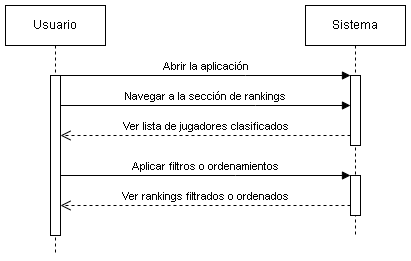 Usuario
Sistema
Abrir la aplicación
Navegar a la sección de rankings
Ver lista de jugadores clasificados
Aplicar filtros o ordenamientos
Ver rankings filtrados o ordenados